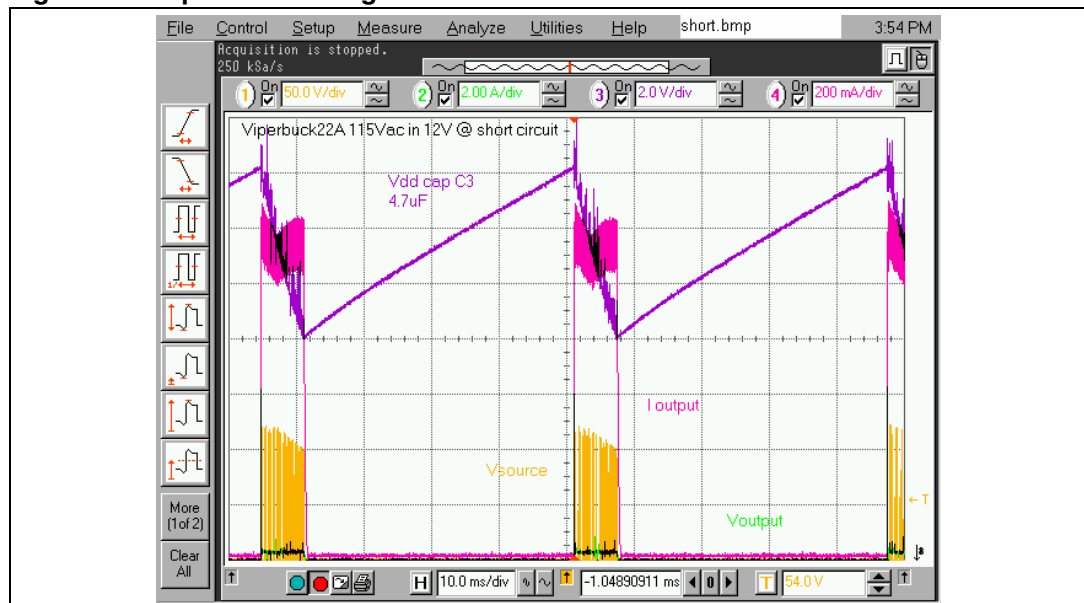 File Control Setup Measure Analyze Utilities Help short.bmp 3:54 PM
Acquisition is stopped.
250 kSa/s
1 On 50.0 V/div 2 On 2.00 A/div 3 On 2.0 V/div 4 On 200 mA/div
Viperbuck22A 115Vac in 12V @ short circuit
Vdd cap C3
4.7uF
I output
Vsource
Voutput
T
More
(1 of 2)
Clear
All
H 10.0 ms/div -1.04890911 ms 0 T 54.0 V